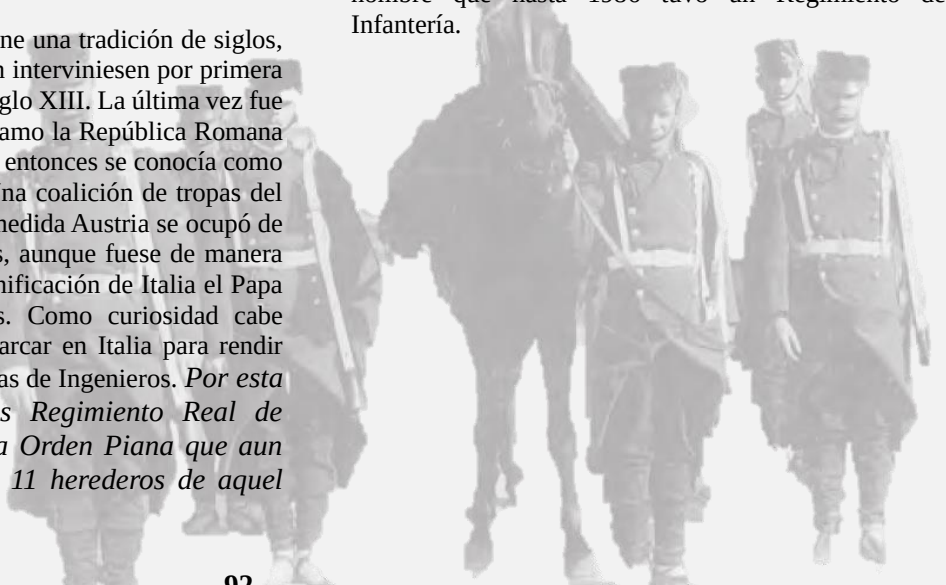 ne una tradición de siglos,
n interviniesen por primera
glo XIII. La última vez fue
amo la República Romana
entonces se conocía como
na coalición de tropas del
nedida Austria se ocupó de
s, aunque fuese de manera
nificación de Italia el Papa
s. Como curiosidad cabe
arcar en Italia para rendir
as de Ingenieros. Por esta
s Regimiento Real de
a Orden Piana que aun
11 herederos de aquel
nombre que hasta 1986 tuvo un Regimiento de
Infantería.
92